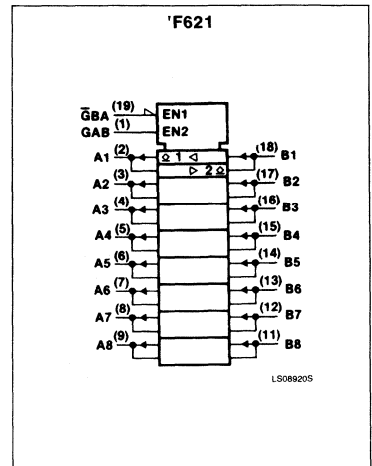 'F621
G̅BA (19) EN1
GAB (1) EN2
A1 (2) 1 (18) B1
2 (17) B2
A2 (3)
A3 (4) (16) B3
A4 (5) (15) B4
A5 (6) (14) B5
A6 (7) (13) B6
A7 (8) (12) B7
A8 (9) (11) B8
LS08920S